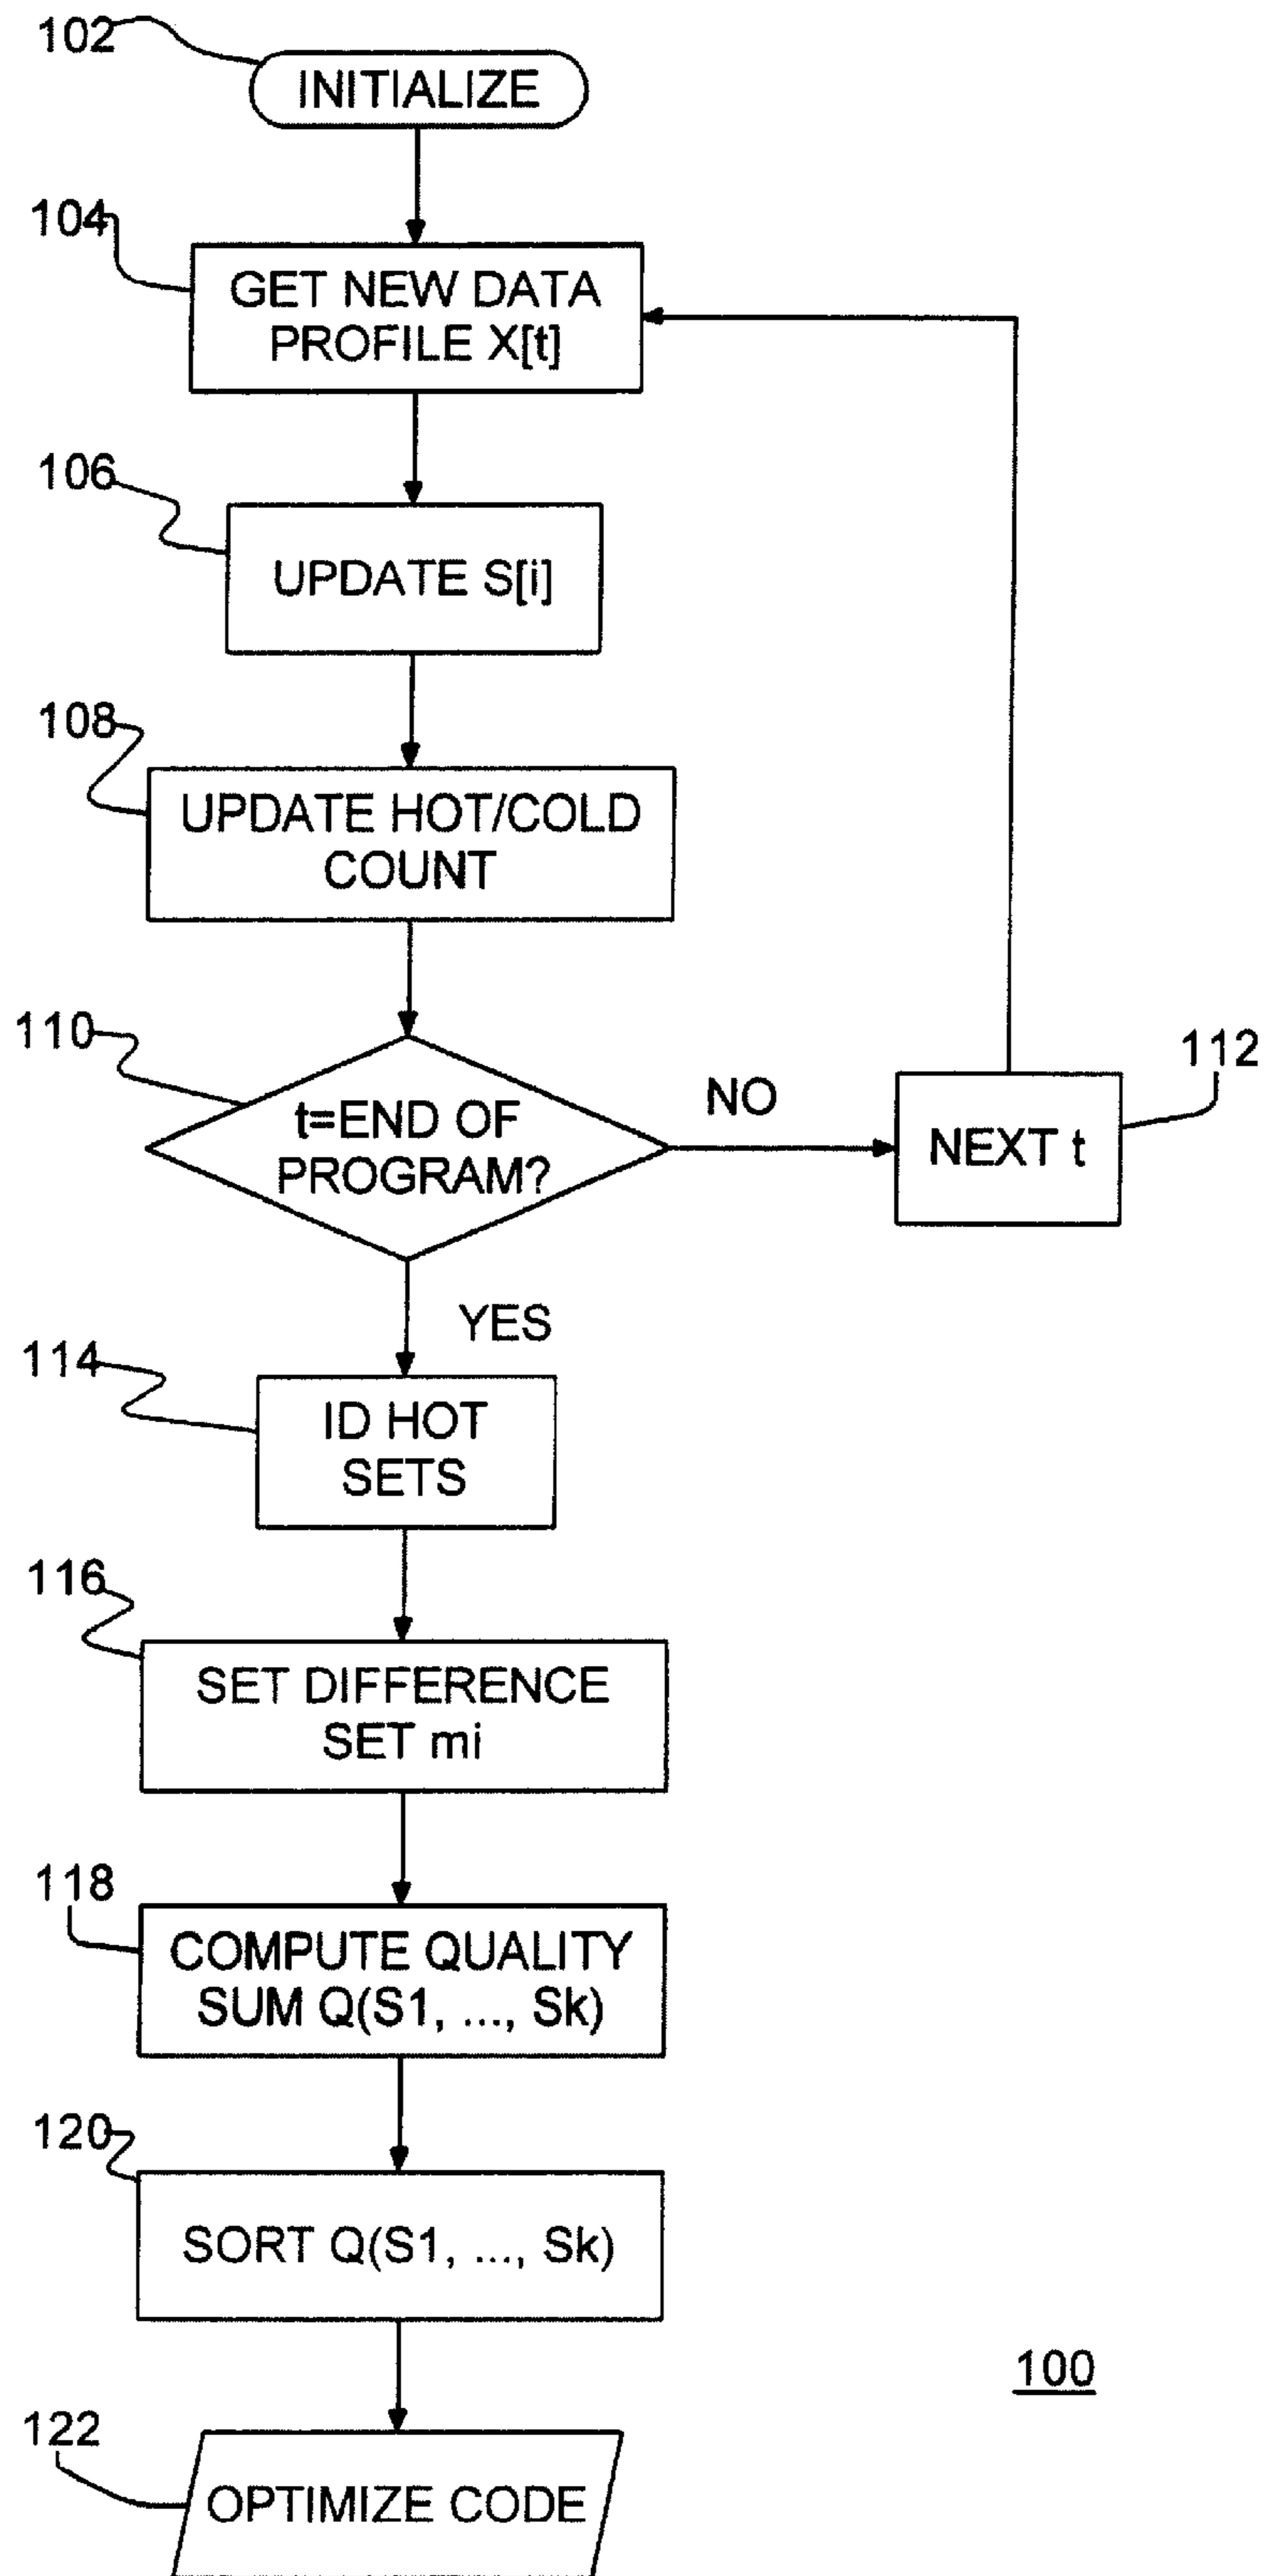 102
INITIALIZE
104
GET NEW DATA
PROFILE X[t]
106
UPDATE S[i]
108
UPDATE HOT/COLD
COUNT
110
t=END OF
PROGRAM?
NO
112
NEXT t
YES
114
ID HOT
SETS
116
SET DIFFERENCE
SET mi
118
COMPUTE QUALITY
SUM Q(S1, ..., Sk)
120
SORT Q(S1, ..., Sk)
100
122
OPTIMIZE CODE